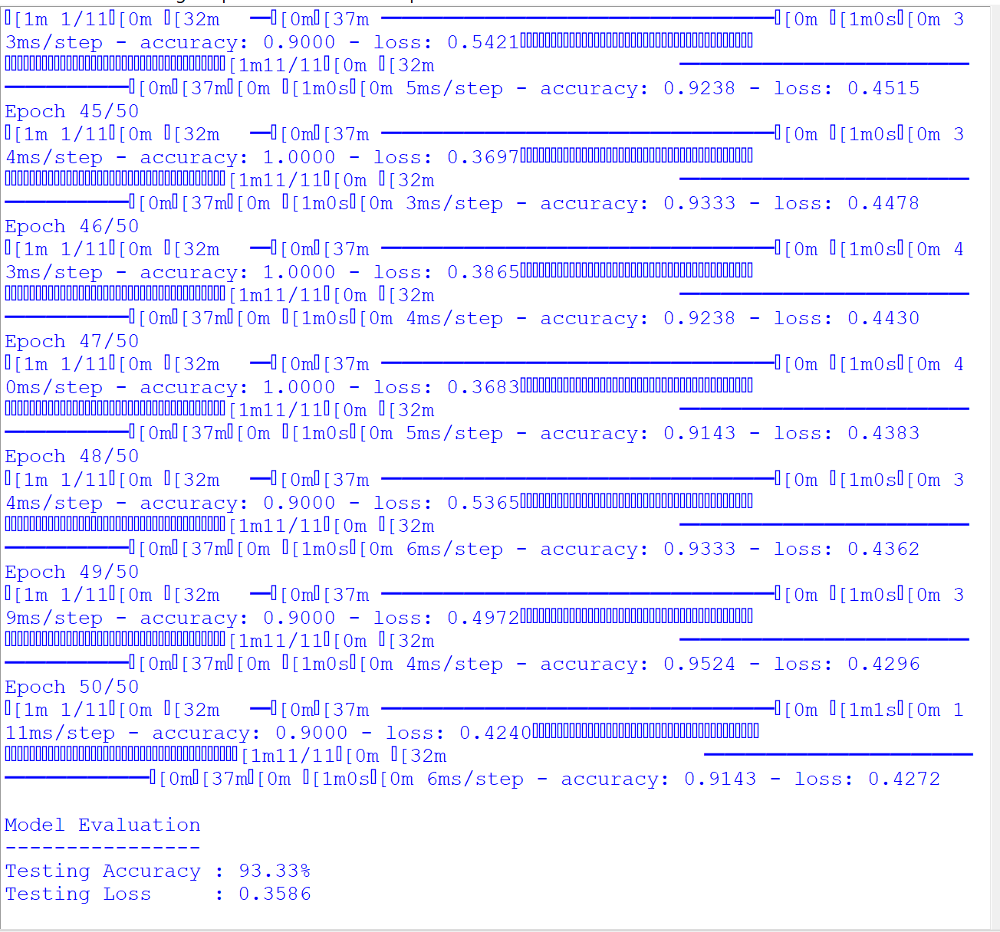 [1m 1/11[0m [32m ━━[0m[37m ━━━━━━━━━━━━━━━━━━━[0m [1m0s[0m 3
3ms/step - accuracy: 0.9000 - loss: 0.5421
[1m11/11[0m [32m ━━━━━━━━━━━━━━
━━━━━━[0m[37m[0m [1m0s[0m 5ms/step - accuracy: 0.9238 - loss: 0.4515
Epoch 45/50
[1m 1/11[0m [32m ━━[0m[37m ━━━━━━━━━━━━━━━━━━━[0m [1m0s[0m 3
4ms/step - accuracy: 1.0000 - loss: 0.3697
[1m11/11[0m [32m ━━━━━━━━━━━━━━
━━━━━━[0m[37m[0m [1m0s[0m 3ms/step - accuracy: 0.9333 - loss: 0.4478
Epoch 46/50
[1m 1/11[0m [32m ━━[0m[37m ━━━━━━━━━━━━━━━━━━━[0m [1m0s[0m 4
3ms/step - accuracy: 1.0000 - loss: 0.3865
[1m11/11[0m [32m ━━━━━━━━━━━━━━
━━━━━━[0m[37m[0m [1m0s[0m 4ms/step - accuracy: 0.9238 - loss: 0.4430
Epoch 47/50
[1m 1/11[0m [32m ━━[0m[37m ━━━━━━━━━━━━━━━━━━━[0m [1m0s[0m 4
0ms/step - accuracy: 1.0000 - loss: 0.3683
[1m11/11[0m [32m ━━━━━━━━━━━━━━
━━━━━━[0m[37m[0m [1m0s[0m 5ms/step - accuracy: 0.9143 - loss: 0.4383
Epoch 48/50
[1m 1/11[0m [32m ━━[0m[37m ━━━━━━━━━━━━━━━━━━━[0m [1m0s[0m 3
4ms/step - accuracy: 0.9000 - loss: 0.5365
[1m11/11[0m [32m ━━━━━━━━━━━━━━
━━━━━━[0m[37m[0m [1m0s[0m 6ms/step - accuracy: 0.9333 - loss: 0.4362
Epoch 49/50
[1m 1/11[0m [32m ━━[0m[37m ━━━━━━━━━━━━━━━━━━━[0m [1m0s[0m 3
9ms/step - accuracy: 0.9000 - loss: 0.4972
[1m11/11[0m [32m ━━━━━━━━━━━━━━
━━━━━━[0m[37m[0m [1m0s[0m 4ms/step - accuracy: 0.9524 - loss: 0.4296
Epoch 50/50
[1m 1/11[0m [32m ━━[0m[37m ━━━━━━━━━━━━━━━━━━━[0m [1m1s[0m 1
11ms/step - accuracy: 0.9000 - loss: 0.4240
[1m11/11[0m [32m ━━━━━━━━━━━━━
━━━━━━━[0m[37m[0m [1m0s[0m 6ms/step - accuracy: 0.9143 - loss: 0.4272
Model Evaluation
----------------
Testing Accuracy : 93.33%
Testing Loss : 0.3586